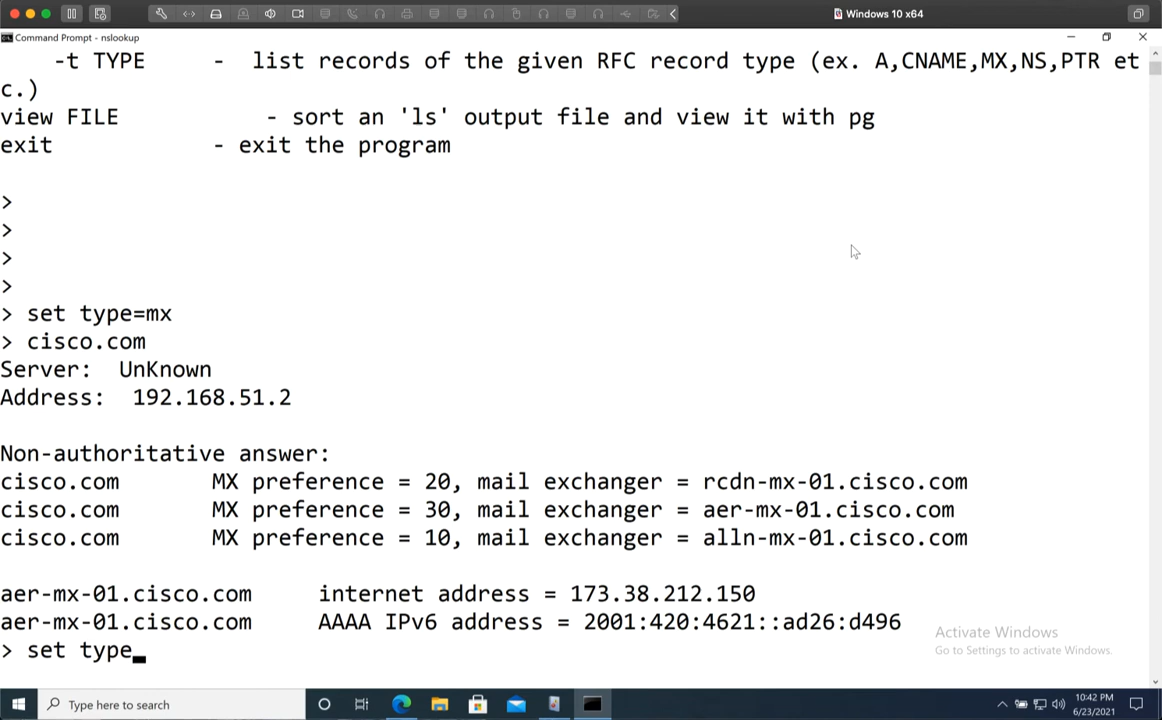 Windows 10 x64
Command Prompt - nslookup
-t TYPE - list records of the given RFC record type (ex. A,CNAME,MX,NS,PTR et
c.)
view FILE - sort an 'ls' output file and view it with pg
exit - exit the program
>
>
>
>
> set type=mx
> cisco.com
Server: UnKnown
Address: 192.168.51.2
Non-authoritative answer:
cisco.com MX preference = 20, mail exchanger = rcdn-mx-01.cisco.com
cisco.com MX preference = 30, mail exchanger = aer-mx-01.cisco.com
cisco.com MX preference = 10, mail exchanger = alln-mx-01.cisco.com
aer-mx-01.cisco.com internet address = 173.38.212.150
aer-mx-01.cisco.com AAAA IPv6 address = 2001:420:4621::ad26:d496
> set type
Activate Windows
Go to Settings to activate Windows.
Type here to search
10:42 PM
6/23/2021